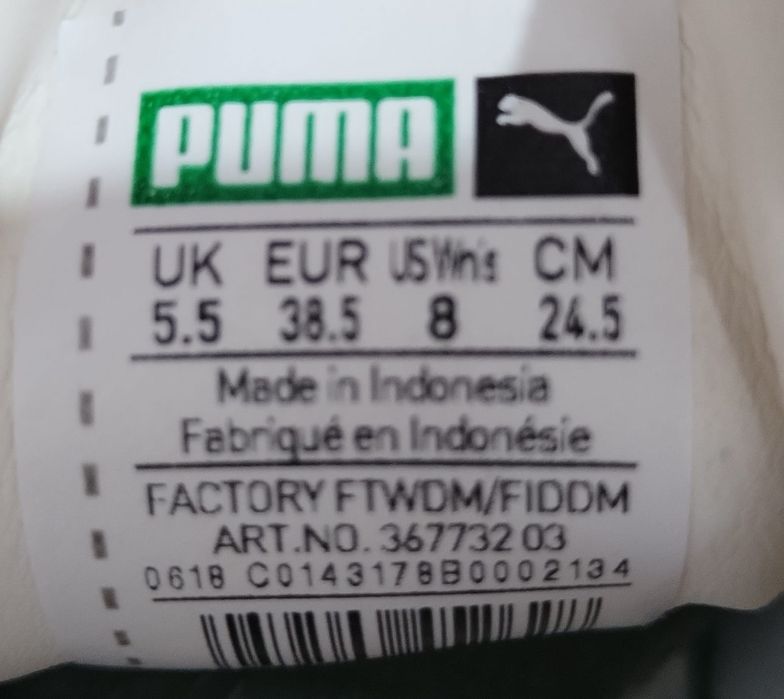 PUMA
UK EUR US Wn's CM
5.5 38.5 8 24.5
Made in Indonesia
Fabriqué en Indonésie
FACTORY FTWDM/FIDDM
ART.NO. 367732 03
0618 C0143178B0002134